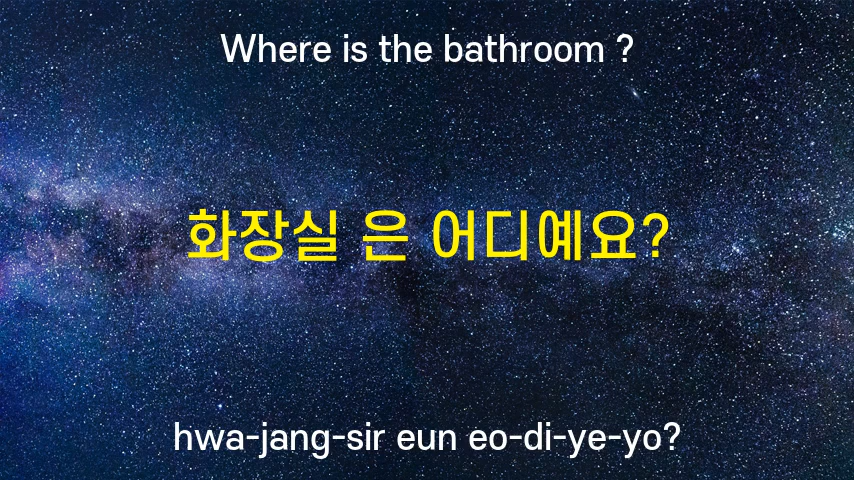 Where is the bathroom ?
화장실 은 어디예요?
hwa-jang-sir eun eo-di-ye-yo?